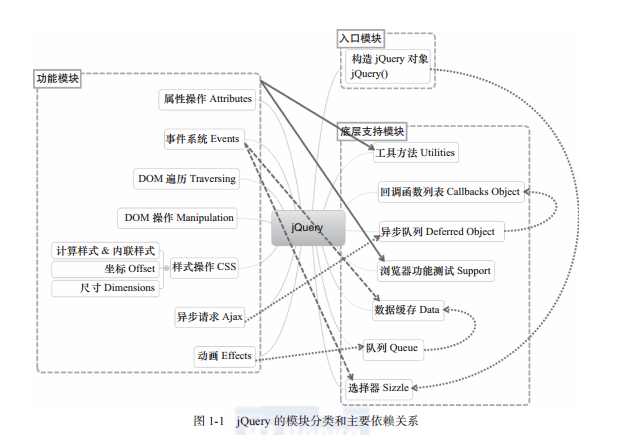 入口模块
构造 jQuery 对象
jQuery()
功能模块
属性操作 Attributes
事件系统 Events
DOM 遍历 Traversing
DOM 操作 Manipulation
计算样式 & 内联样式
坐标 Offset
尺寸 Dimensions
样式操作 CSS
异步请求 Ajax
动画 Effects
jQuery
底层支持模块
工具方法 Utilities
回调函数列表 Callbacks Object
异步队列 Deferred Object
浏览器功能测试 Support
数据缓存 Data
队列 Queue
选择器 Sizzle
图 1-1 jQuery 的模块分类和主要依赖关系